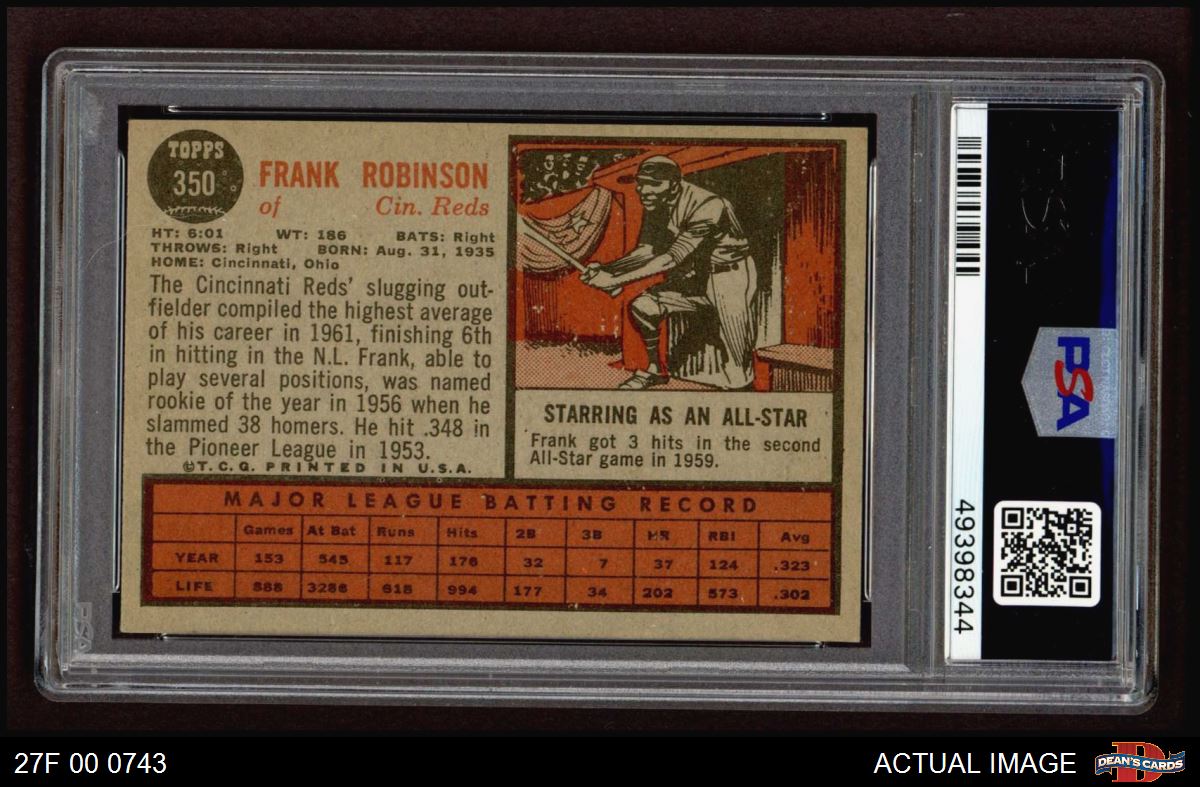 TOPPS
350
FRANK ROBINSON
of Cin. Reds
HT: 6:01 WT: 186 BATS: Right
THROWS: Right BORN: Aug. 31, 1935
HOME: Cincinnati, Ohio
The Cincinnati Reds' slugging out-
fielder compiled the highest average
of his career in 1961, finishing 6th
in hitting in the N.L. Frank, able to
play several positions, was named
rookie of the year in 1956 when he
slammed 38 homers. He hit .348 in
the Pioneer League in 1953.
©T.C.G. PRINTED IN U.S.A.
STARRING AS AN ALL-STAR
Frank got 3 hits in the second
All-Star game in 1959.
MAJOR LEAGUE BATTING RECORD
Games At Bat Runs Hits 2B 3B HR RBI Avg
YEAR 153 545 117 176 32 7 37 124 .323
LIFE 888 3286 618 994 177 34 202 573 .302
PSA
49398344
27F 00 0743
ACTUAL IMAGE
DEAN'S CARDS